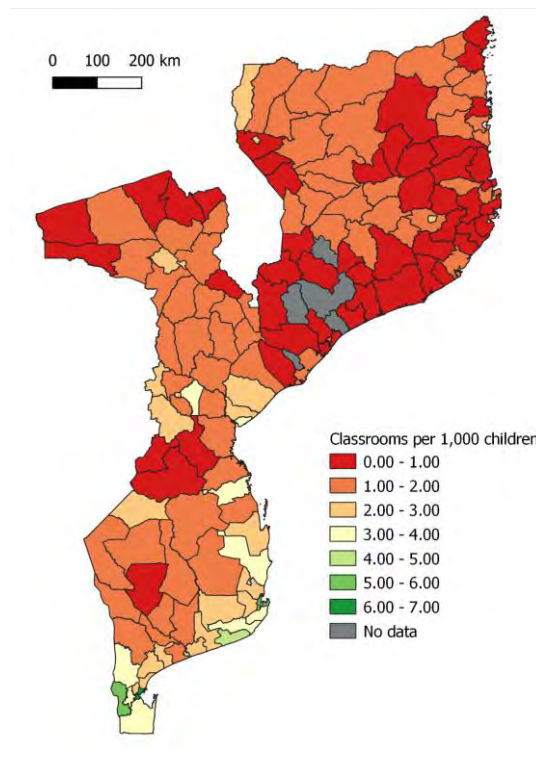 0 100 200 km
Classrooms per 1,000 children
0.00 - 1.00
1.00 - 2.00
2.00 - 3.00
3.00 - 4.00
4.00 - 5.00
5.00 - 6.00
6.00 - 7.00
No data